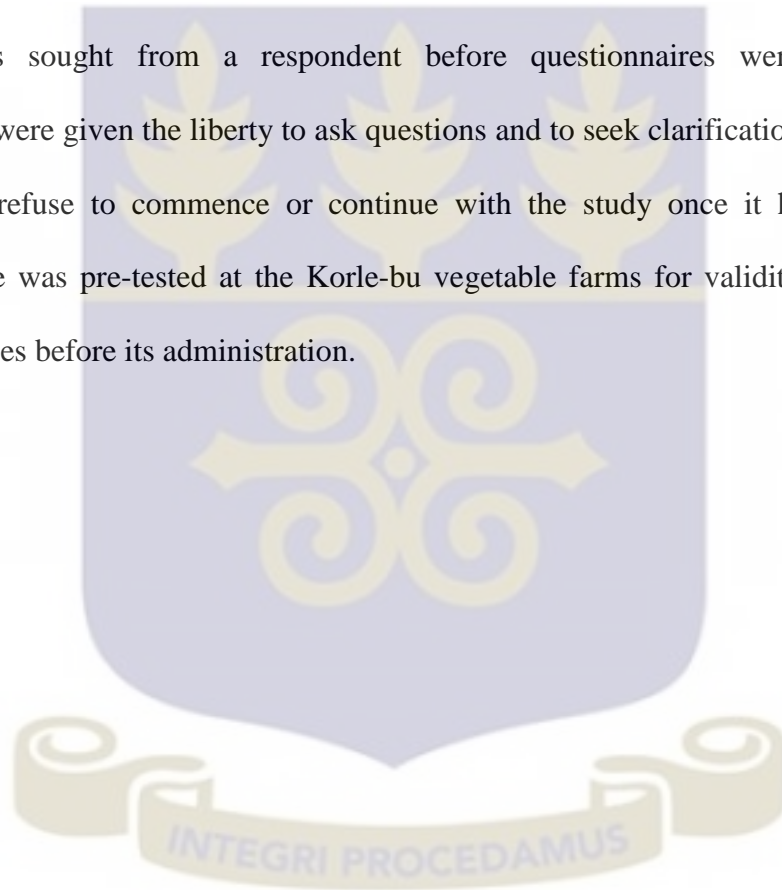 s sought from a respondent before questionnaires wer
were given the liberty to ask questions and to seek clarificatio
refuse to commence or continue with the study once it
e was pre-tested at the Korle-bu vegetable farms for validit
es before its administration.
INTEGRI PROCEDAMUS